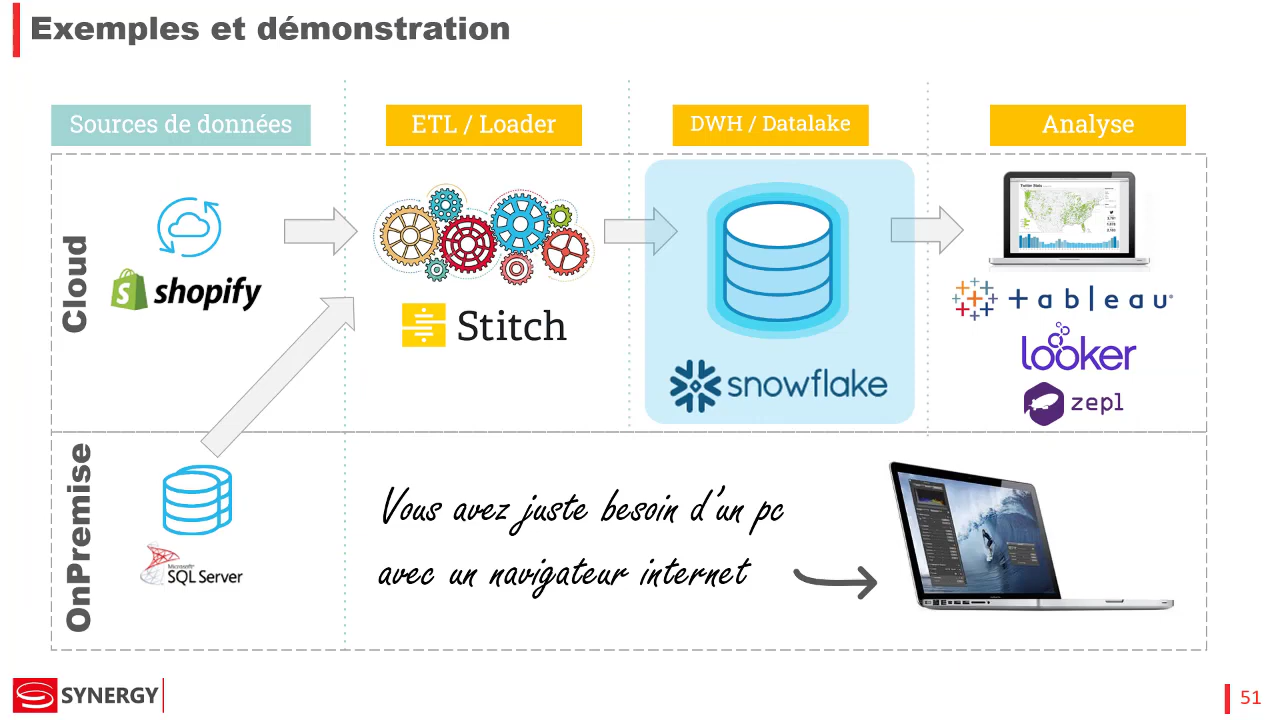 Exemples et démonstration
Sources de données
ETL / Loader
DWH / Datalake
Analyse
Cloud
shopify
Stitch
snowflake
+ a b | e a u
looker
zepl
OnPremise
Microsoft
SQL Server
Vous avez juste besoin d'un pc
avec un navigateur internet
SYNERGY
51